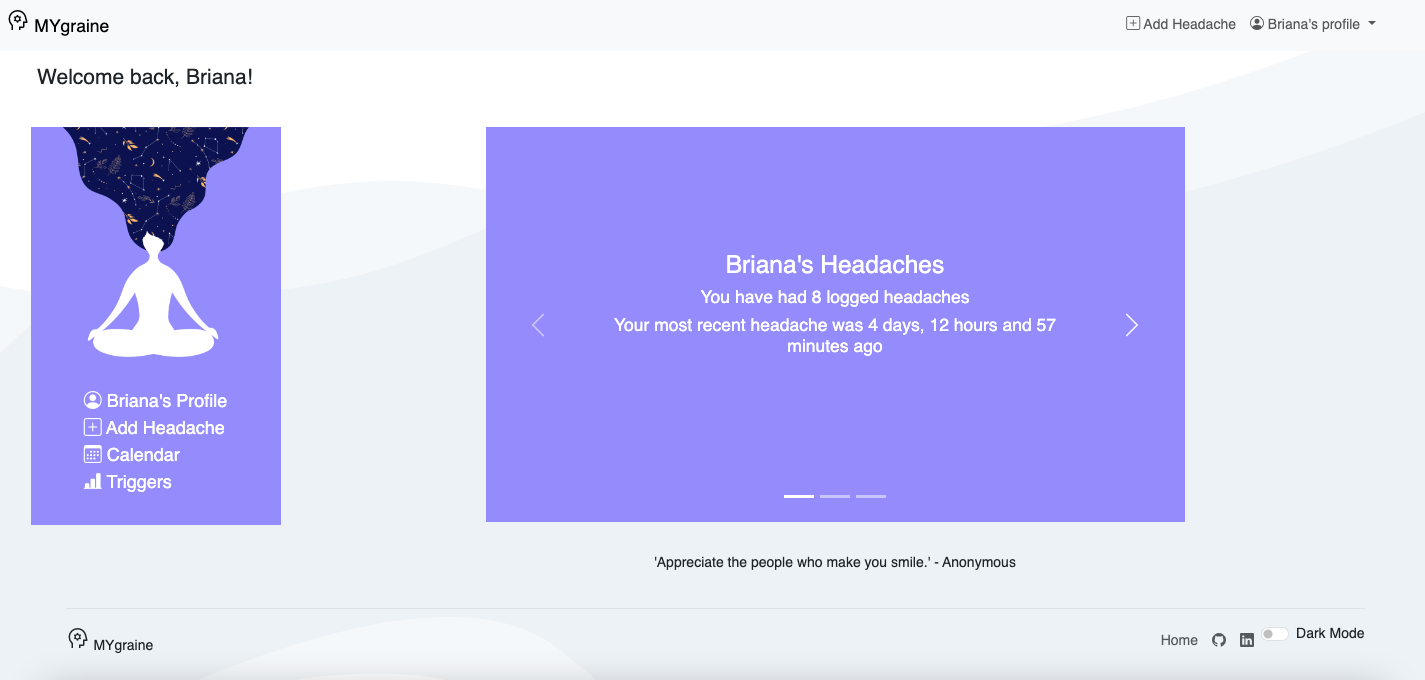 MYgraine
Add Headache
Briana's profile
Welcome back, Briana!
Briana's Profile
Add Headache
Calendar
Triggers
Briana's Headaches
You have had 8 logged headaches
Your most recent headache was 4 days, 12 hours and 57
minutes ago
'Appreciate the people who make you smile.' - Anonymous
MYgraine
Home
in
Dark Mode